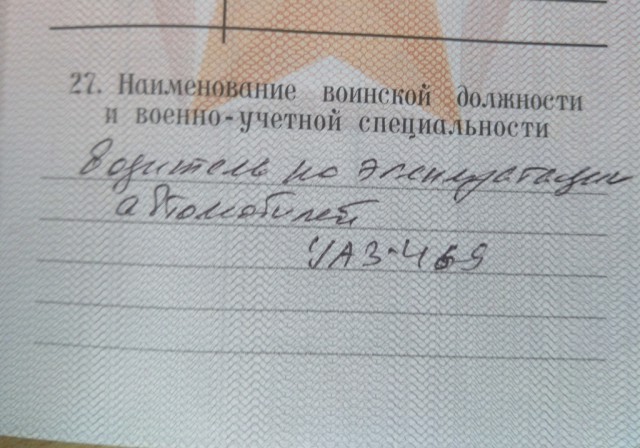 27. Наименование воинской должности
и военно-учетной специальности
Водитель по эксплуатации
автомобилей
УАЗ-469